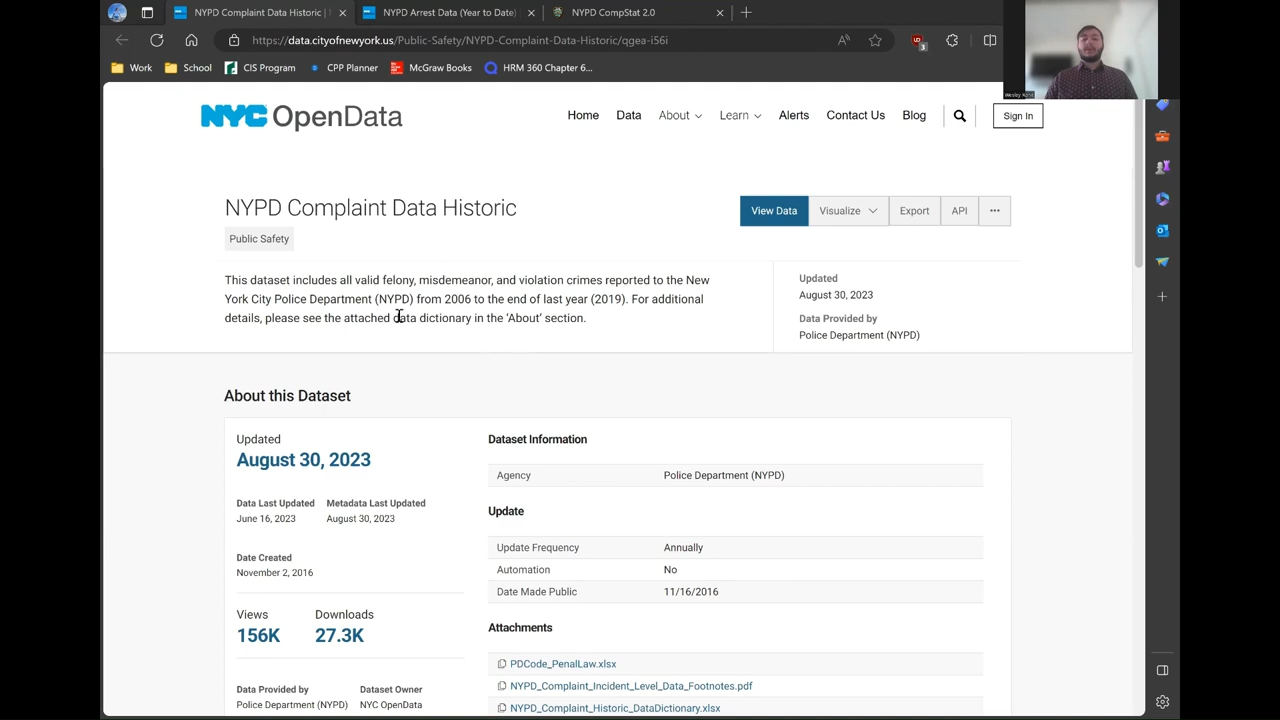 NYPD Complaint Data Historic |
NYPD Arrest Data (Year to Date)
NYPD CompStat 2.0
https://data.cityofnewyork.us/Public-Safety/NYPD-Complaint-Data-Historic/qgea-i56i
Work
School
CIS Program
CPP Planner
McGraw Books
HRM 360 Chapter 6...
NYC OpenData
Home
Data
About
Learn
Alerts
Contact Us
Blog
Sign In
NYPD Complaint Data Historic
View Data
Visualize
Export
API
Public Safety
This dataset includes all valid felony, misdemeanor, and violation crimes reported to the New
York City Police Department (NYPD) from 2006 to the end of last year (2019). For additional
details, please see the attached data dictionary in the ‘About’ section.
Updated
August 30, 2023
Data Provided by
Police Department (NYPD)
About this Dataset
Updated
August 30, 2023
Data Last Updated
June 16, 2023
Metadata Last Updated
August 30, 2023
Date Created
November 2, 2016
Views
156K
Downloads
27.3K
Data Provided by
Police Department (NYPD)
Dataset Owner
NYC OpenData
Dataset Information
Agency
Police Department (NYPD)
Update
Update Frequency
Annually
Automation
No
Date Made Public
11/16/2016
Attachments
PDCode_PenalLaw.xlsx
NYPD_Complaint_Incident_Level_Data_Footnotes.pdf
NYPD_Complaint_Historic_DataDictionary.xlsx